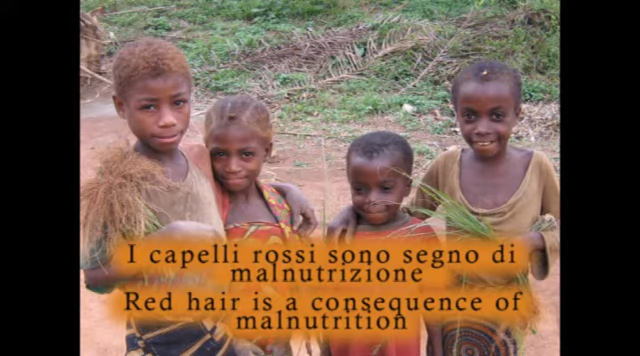 I capelli rossi sono segno di
malnutrizione
Red hair is a consequence of
malnutrition